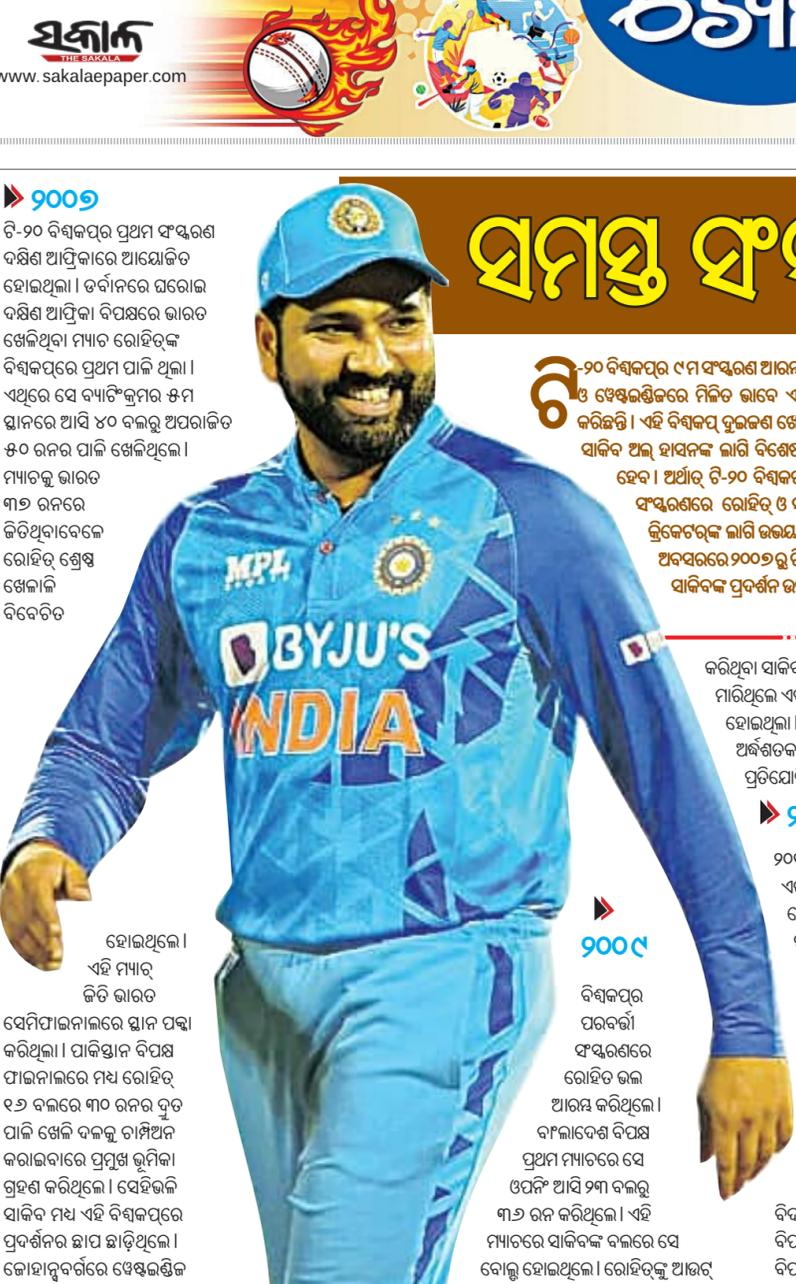 ସକାଳ
THE SAKALA
www.sakalaepaper.com
ସମସ୍ତ
୨୦୦୭
ଟି-୨୦ ବିଶ୍ୱକପ୍‌ର ପ୍ରଥମ ସଂସ୍କରଣ
ଦକ୍ଷିଣ ଆଫ୍ରିକାରେ ଆୟୋଜିତ
ହୋଇଥିଲା । ଡର୍ବାନରେ ଘରୋଇ
ଦକ୍ଷିଣ ଆଫ୍ରିକା ବିପକ୍ଷରେ ଭାରତ
ଖେଳିଥିବା ମ୍ୟାଚ ରୋହିତ୍‌ଙ୍କ
ବିଶ୍ୱକପ୍‌ରେ ପ୍ରଥମ ପାଳି ଥିଲା ।
ଏଥିରେ ସେ ବ୍ୟାଟିଂକ୍ରମର ୫ମ
ସ୍ଥାନରେ ଆସି ୪୦ ବଲରୁ ଅପରାଜିତ
୫୦ ରନର ପାଳି ଖେଳିଥିଲେ ।
ମ୍ୟାଚକୁ ଭାରତ
୩୭ ରନରେ
ଜିତିଥିବାବେଳେ
ରୋହିତ୍ ଶ୍ରେଷ୍ଠ
ଖେଳାଳି
ବିବେଚିତ
ହୋଇଥିଲେ ।
ଏହି ମ୍ୟାଚ୍
ଜିତି ଭାରତ
ସେମିଫାଇନାଲରେ ସ୍ଥାନ ପକ୍କା
କରିଥିଲା । ପାକିସ୍ତାନ ବିପକ୍ଷ
ଫାଇନାଲରେ ମଧ୍ୟ ରୋହିତ୍
୧୬ ବଲରେ ୩୦ ରନର ଦ୍ରୁତ
ପାଳି ଖେଳି ଦଳକୁ ଚାମ୍ପିଅନ
କରାଇବାରେ ପ୍ରମୁଖ ଭୂମିକା
ଗ୍ରହଣ କରିଥିଲେ । ସେହିଭଳି
ସାକିବ ମଧ୍ୟ ଏହି ବିଶ୍ୱକପ୍‌ରେ
ପ୍ରଦର୍ଶନର ଛାପ ଛାଡ଼ିଥିଲେ ।
ଜୋହାନ୍ସବର୍ଗରେ ୱେଷ୍ଟଇଣ୍ଡିଜ
MPL
SPORTS
BYJU'S
INDIA
ଟି-୨୦ ବିଶ୍ୱକପ୍‌ର ୯ମ ସଂସ୍କରଣ
ଓ ୱେଷ୍ଟଇଣ୍ଡିଜରେ ମିଳିତ ଭାବେ
କରିଛନ୍ତି । ଏହି ବିଶ୍ୱକପ୍ ଦୁଇଜଣ
ସାକିବ ଅଲ୍ ହାସନଙ୍କ ଲାଗି
ହେବ । ଅର୍ଥାତ୍ ଟି-୨୦
ସଂସ୍କରଣରେ ରୋହିତ୍ ଓ
କ୍ରିକେଟର୍‌ଙ୍କ ଲାଗି
ଅବସରରେ ୨୦୦୭ରୁ
ସାକିବଙ୍କ ପ୍ରଦର୍ଶନ
କରିଥିବା
ମାରିଥିଲେ
ହୋଇଥିଲା ।
୨୦୦୯
ବିଶ୍ୱକପ୍‌ର
ପରବର୍ତ୍ତୀ
ସଂସ୍କରଣରେ
ରୋହିତ ଭଲ
ଆରମ୍ଭ କରିଥିଲେ ।
ବାଂଲାଦେଶ ବିପକ୍ଷ
ପ୍ରଥମ ମ୍ୟାଚରେ ସେ
ଓପନିଂ ଆସି ୨୩ ବଲରୁ
୩୬ ରନ କରିଥିଲେ । ଏହି
ମ୍ୟାଚରେ ସାକିବଙ୍କ ବଲରେ ସେ
ବୋଲ୍ଡ ହୋଇଥିଲେ । ରୋହିତ୍‌ଙ୍କୁ ଆଉଟ୍